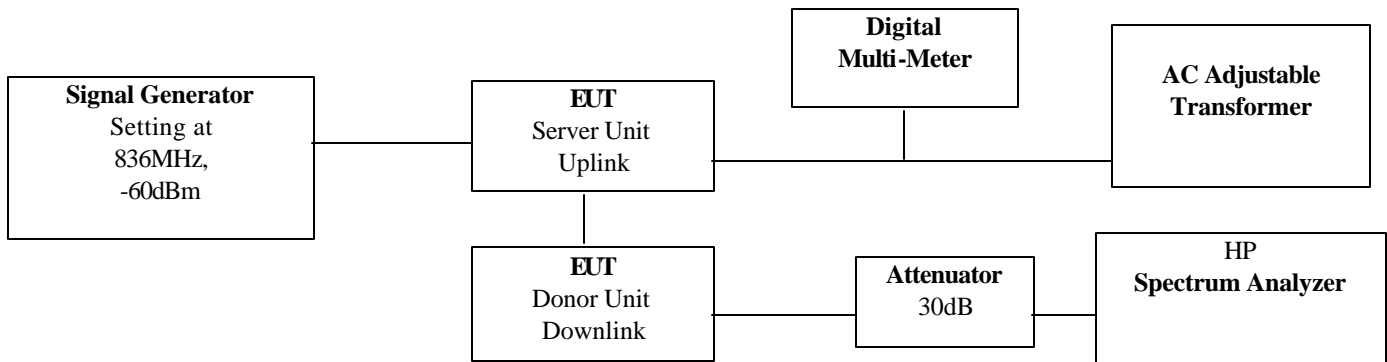 Signal Generator
Setting at
836MHz,
-60dBm
EUT
Server Unit
Uplink
Digital
Multi-Meter
AC Adjustable
Transformer
EUT
Donor Unit
Downlink
Attenuator
30dB
HP
Spectrum Analyzer